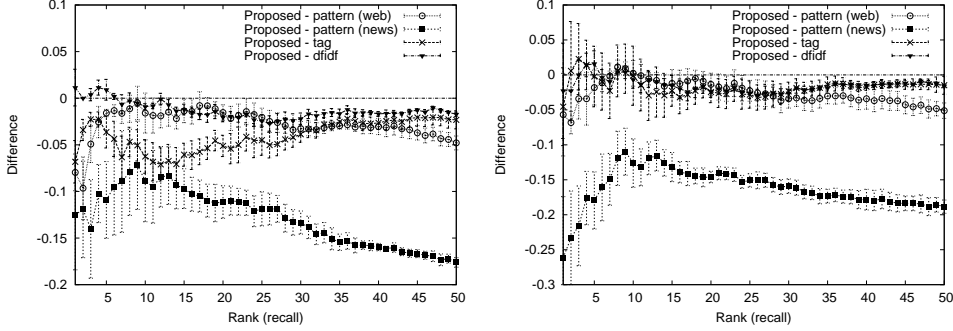 0.1
0.05
0
-0.05
-0.1
-0.15
-0.2
Difference
5 10 15 20 25 30 35 40 45 50
Rank (recall)
Proposed - pattern (web)
Proposed - pattern (news)
Proposed - tag
Proposed - dfidf
0.1
0.05
0
-0.05
-0.1
-0.15
-0.2
-0.25
-0.3
Difference
5 10 15 20 25 30 35 40 45 50
Rank (recall)
Proposed - pattern (web)
Proposed - pattern (news)
Proposed - tag
Proposed - dfidf